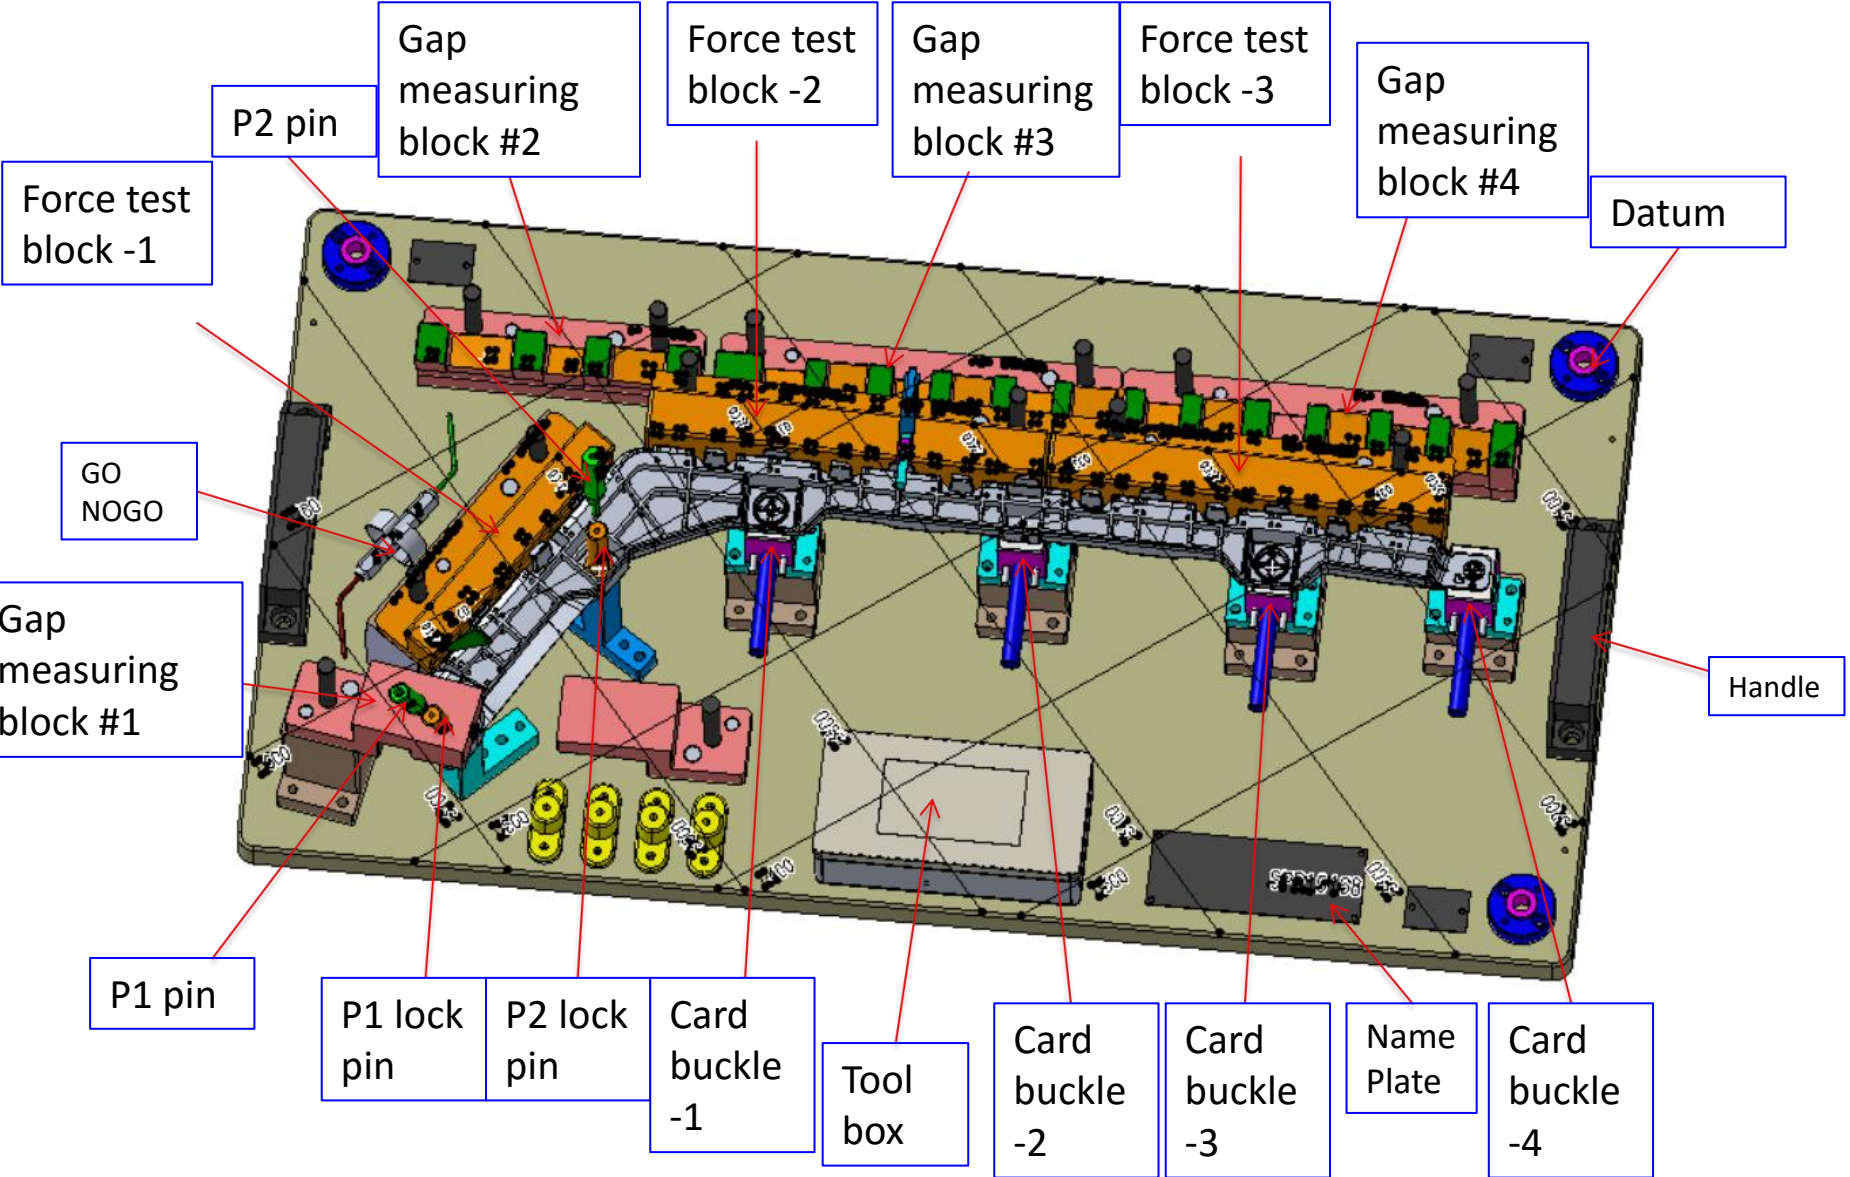 Gap
measuring
block #2
Force test
block -2
Gap
measuring
block #3
Force test
block -3
Gap
measuring
block #4
P2 pin
Force test
block -1
Datum
GO
NOGO
Gap
measuring
block #1
Handle
P1 pin
P1 lock
pin
P2 lock
pin
Card
buckle
-1
Tool
box
Card
buckle
-2
Card
buckle
-3
Name
Plate
Card
buckle
-4